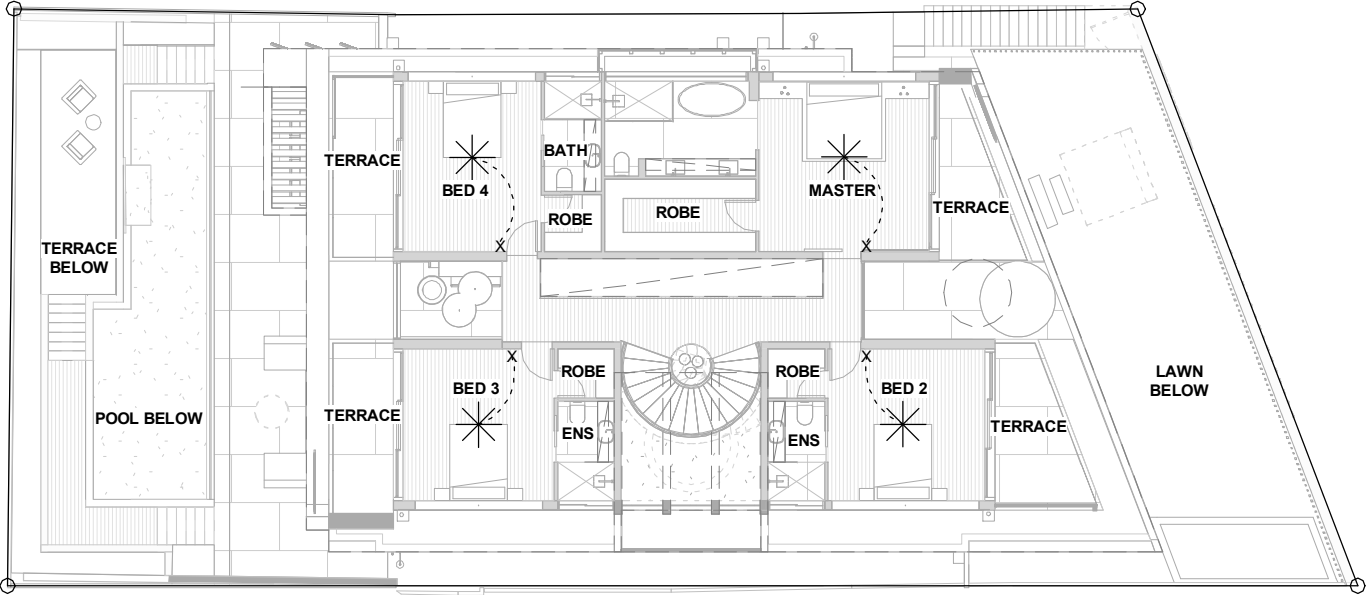 BATH
TERRACE
BED 4
MASTER
ROBE
ROBE
TERRACE
TERRACE
BELOW
X
X
X
X
ROBE
ROBE
BED 3
BED 2
LAWN
BELOW
TERRACE
POOL BELOW
ENS
ENS
TERRACE